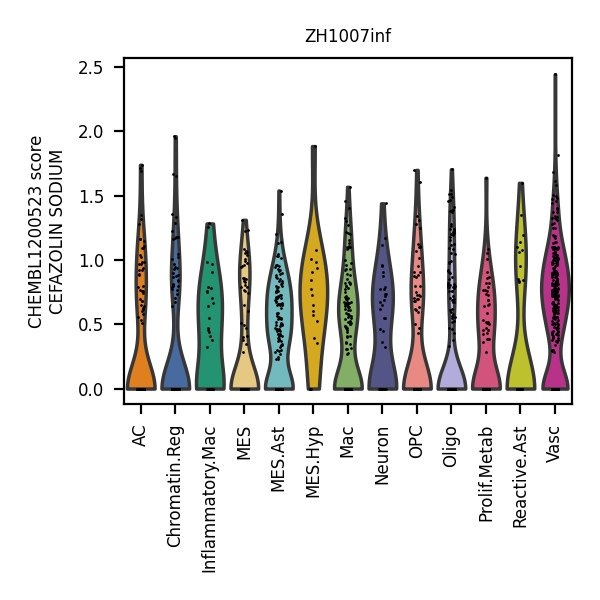 ZH1007inf
CHEMBL1200523 score
CEFAZOLIN SODIUM
2.5
2.0
1.5
1.0
0.5
0.0
AC
Chromatin.Reg
Inflammatory.Mac
MES
MES.Ast
MES.Hyp
Mac
Neuron
OPC
Oligo
Prolif.Metab
Reactive.Ast
Vasc